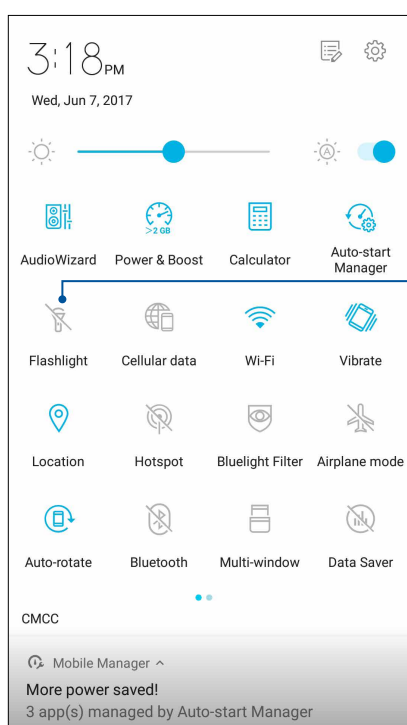 3:18 PM
Wed, Jun 7, 2017
A
>2 GB
AudioWizard Power & Boost Calculator Auto-start Manager
Flashlight Cellular data Wi-Fi Vibrate
Location Hotspot Bluelight Filter Airplane mode
Auto-rotate Bluetooth Multi-window Data Saver
CMCC
Mobile Manager
More power saved!
3 app(s) managed by Auto-start Manager